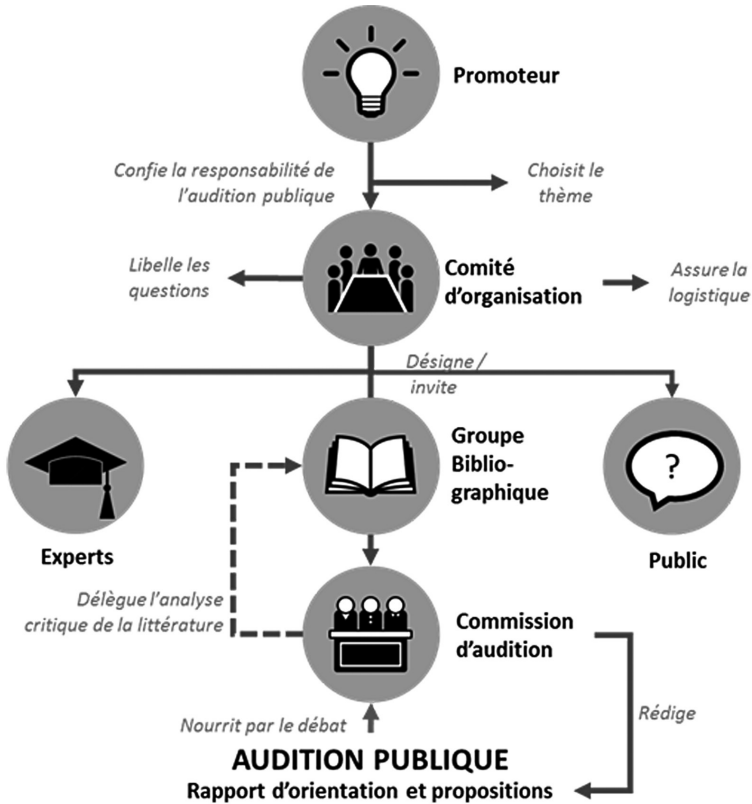 Promoteur
Confie la responsabilité de
l'audition publique
Choisit le
thème
Libelle les
questions
Comité
d'organisation
Assure la
logistique
Désigne /
invite
Groupe
Biblio-
graphique
?
Experts
Public
Délègue l'analyse
critique de la littérature
Commission
d'audition
Nourrit par le débat
Rédige
AUDITION PUBLIQUE
Rapport d'orientation et propositions